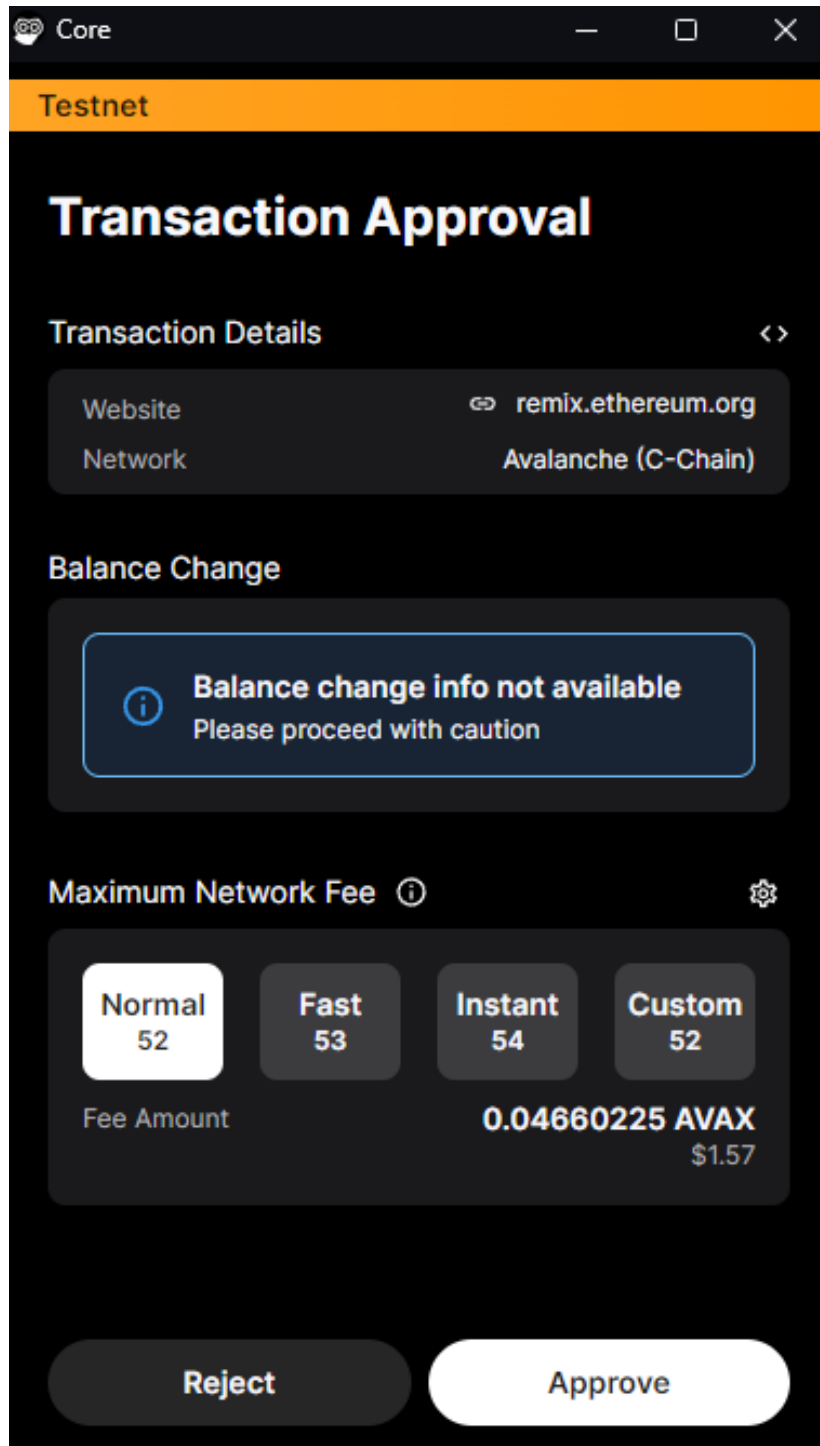 Core
Testnet
Transaction Approval
Transaction Details
Website remix.ethereum.org
Network Avalanche (C-Chain)
Balance Change
Balance change info not available
Please proceed with caution
Maximum Network Fee
Normal Fast Instant Custom
52 53 54 52
Fee Amount 0.04660225 AVAX
$1.57
Reject Approve